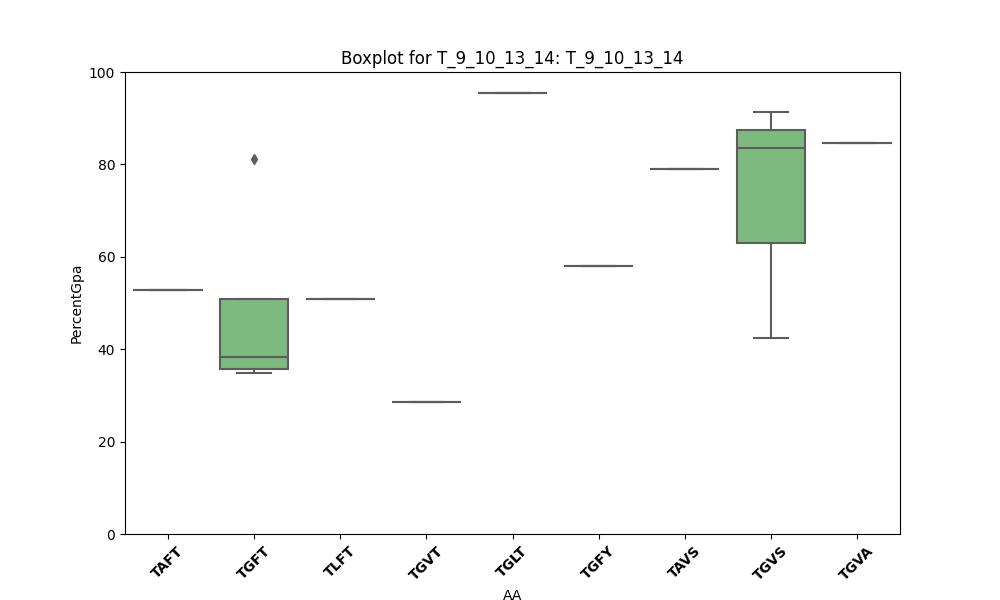 Boxplot for T_9_10_13_14: T_9_10_13_14
100
80
60
40
20
0
PercentGpa
TAFT TGFT TLFT TGVT TGLT TGFY TAVS TGVS TGVA
AA